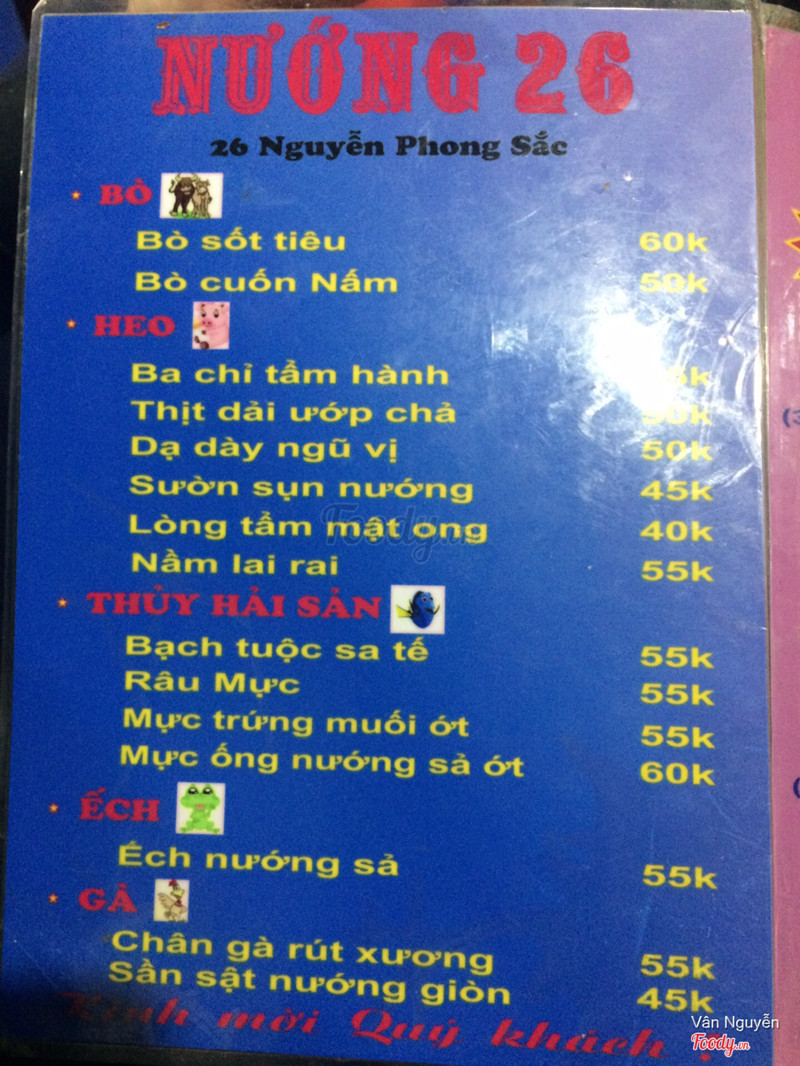 NƯỚNG 26
26 Nguyễn Phong Sắc
BÒ
Bò sốt tiêu 60k
Bò cuốn Nấm 50k
HEO
Ba chỉ tẩm hành
Thịt dải ướp chả 50k
Dạ dày ngũ vị 50k
Sườn sụn nướng 45k
Lòng tẩm mật ong 40k
Nầm lai rai 55k
THỦY HẢI SẢN
Bạch tuộc sa tế 55k
Râu Mực 55k
Mực trứng muối ớt 55k
Mực ống nướng sả ớt 60k
ẾCH
Ếch nướng sả 55k
GÀ
Chân gà rút xương 55k
Sần sật nướng giòn 45k
Kính mời Quý khách !
Foody.vn
Vân Nguyễn
Foody.vn